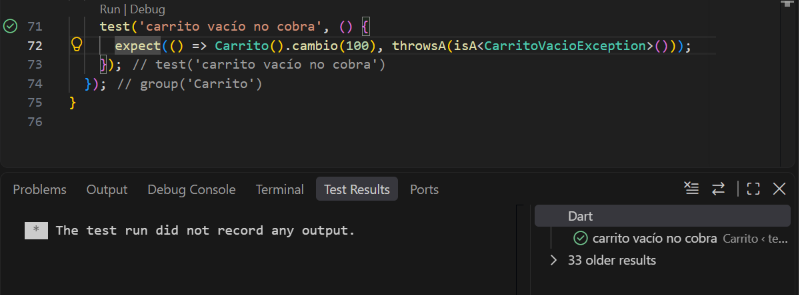 Run | Debug
71 test('carrito vacío no cobra', () {
72 expect(() => Carrito().cambio(100), throwsA(isA<CarritoVacioException>()));
73 }); // test('carrito vacío no cobra')
74 }); // group('Carrito')
75 }
76
Problems Output Debug Console Terminal Test Results Ports
* The test run did not record any output.
Dart
carrito vacío no cobra Carrito ‹ te...
33 older results